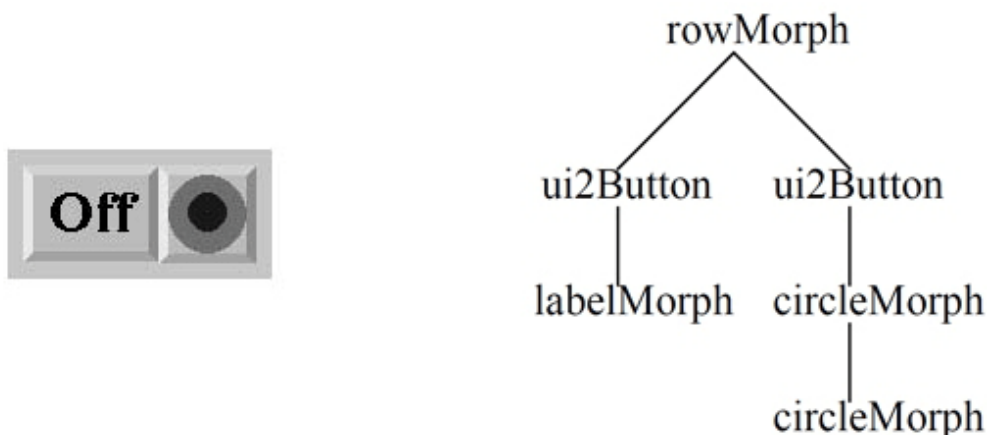 rowMorph
Off
ui2Button ui2Button
labelMorph circleMorph
circleMorph